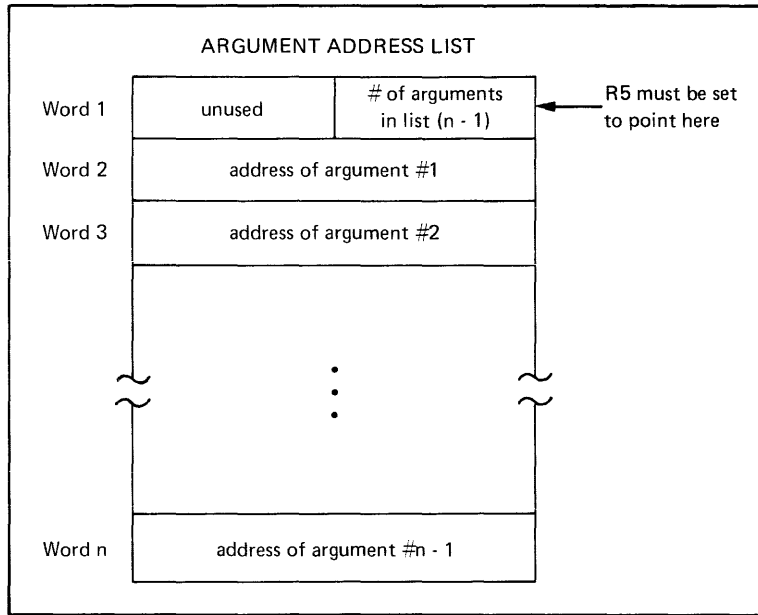 ARGUMENT ADDRESS LIST
Word 1
unused
# of arguments
in list (n - 1)
R5 must be set
to point here
Word 2
address of argument #1
Word 3
address of argument #2
Word n
address of argument #n - 1